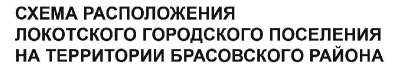 СХЕМА РАСПОЛОЖЕНИЯ
ЛОКОТСКОГО ГОРОДСКОГО ПОСЕЛЕНИЯ
НА ТЕРРИТОРИИ БРАСОВСКОГО РАЙОНА